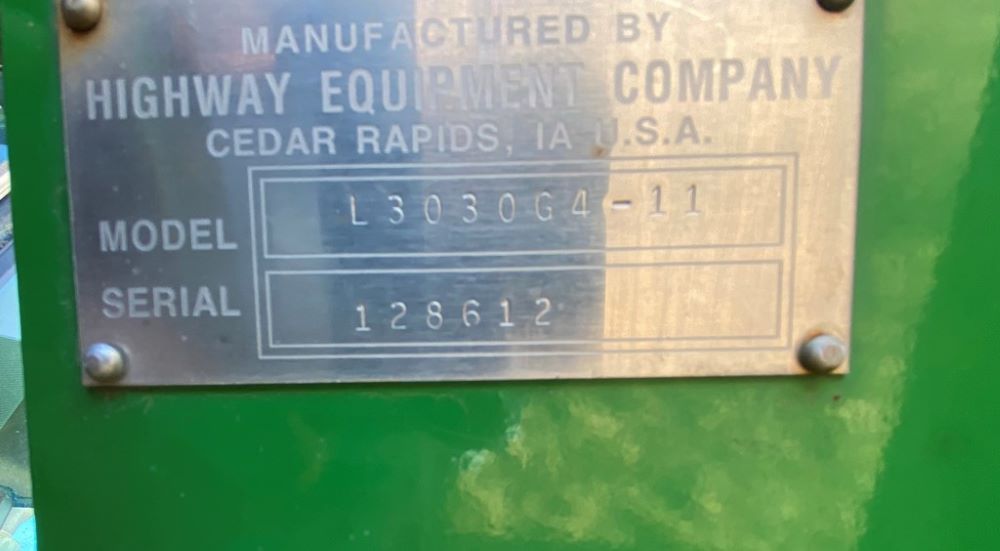 MANUFACTURED BY
HIGHWAY EQUIPMENT COMPANY
CEDAR RAPIDS, IA U.S.A.
MODEL L3030G4-11
SERIAL 128612